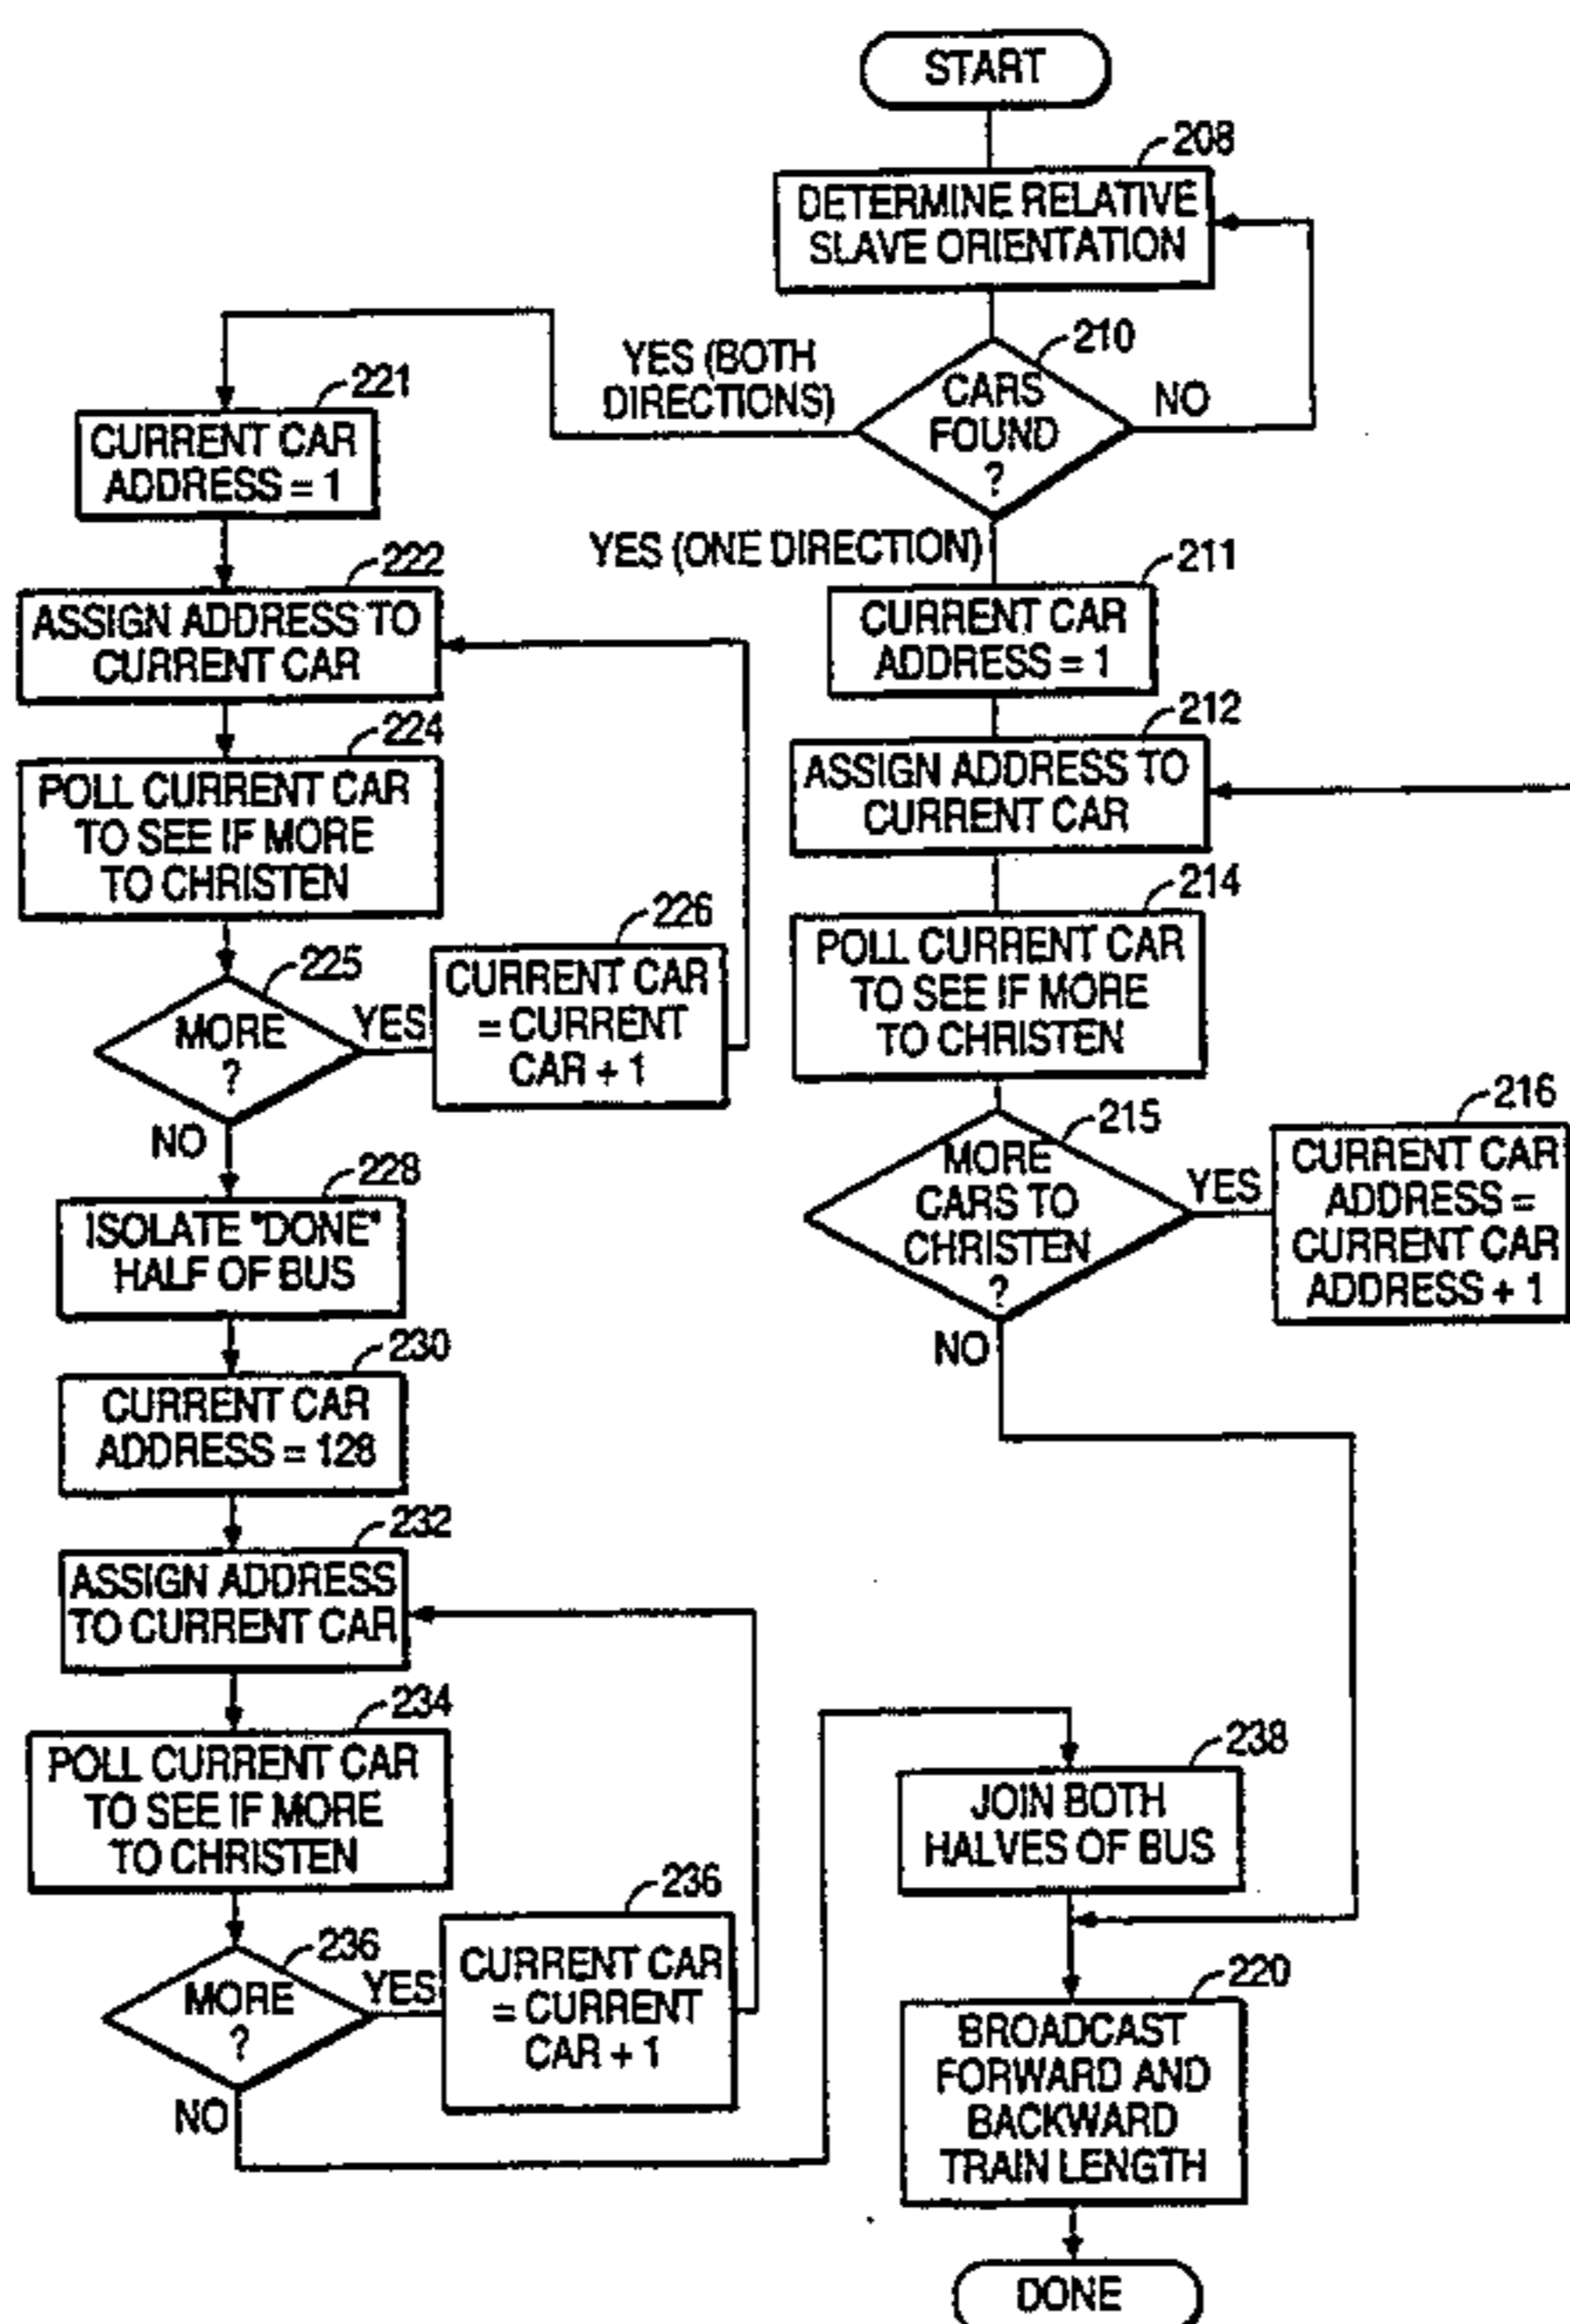 START
208
DETERMINE RELATIVE
SLAVE ORIENTATION
210
CARS
FOUND
?
NO
YES (BOTH
DIRECTIONS)
YES (ONE DIRECTION)
221
CURRENT CAR
ADDRESS = 1
222
ASSIGN ADDRESS TO
CURRENT CAR
224
POLL CURRENT CAR
TO SEE IF MORE
TO CHRISTEN
225
MORE
?
YES
226
CURRENT CAR
= CURRENT
CAR + 1
NO
228
ISOLATE "DONE"
HALF OF BUS
230
CURRENT CAR
ADDRESS = 128
232
ASSIGN ADDRESS
TO CURRENT CAR
234
POLL CURRENT CAR
TO SEE IF MORE
TO CHRISTEN
236
MORE
?
YES
236
CURRENT CAR
= CURRENT
CAR + 1
NO
211
CURRENT CAR
ADDRESS = 1
212
ASSIGN ADDRESS TO
CURRENT CAR
214
POLL CURRENT CAR
TO SEE IF MORE
TO CHRISTEN
215
MORE
CARS TO
CHRISTEN
?
YES
216
CURRENT CAR
ADDRESS =
CURRENT CAR
ADDRESS + 1
NO
238
JOIN BOTH
HALVES OF BUS
220
BROADCAST
FORWARD AND
BACKWARD
TRAIN LENGTH
DONE